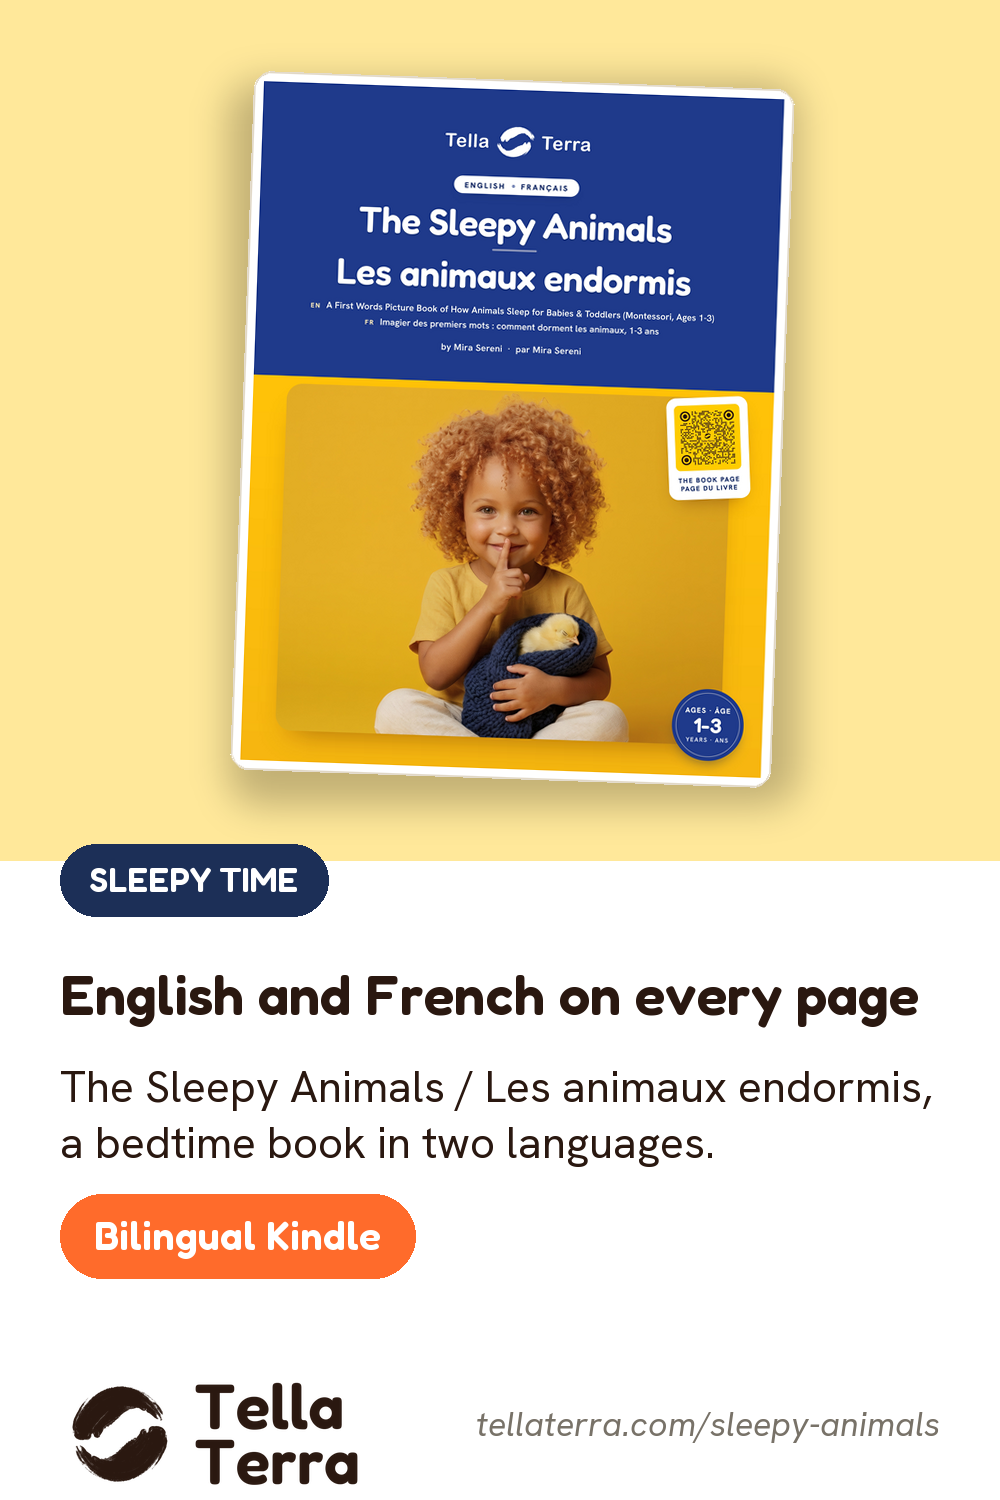 Tella Terra
ENGLISH • FRANÇAIS
The Sleepy Animals
Les animaux endormis
EN A First Words Picture Book of How Animals Sleep for Babies & Toddlers (Montessori, Ages 1-3)
FR Imagier des premiers mots : comment dorment les animaux, 1-3 ans
by Mira Sereni · par Mira Sereni
THE BOOK PAGE
PAGE DU LIVRE
AGES · ÂGE
1-3
YEARS · ANS
SLEEPY TIME
English and French on every page
The Sleepy Animals / Les animaux endormis,
a bedtime book in two languages.
Bilingual Kindle
Tella
Terra
tellaterra.com/sleepy-animals